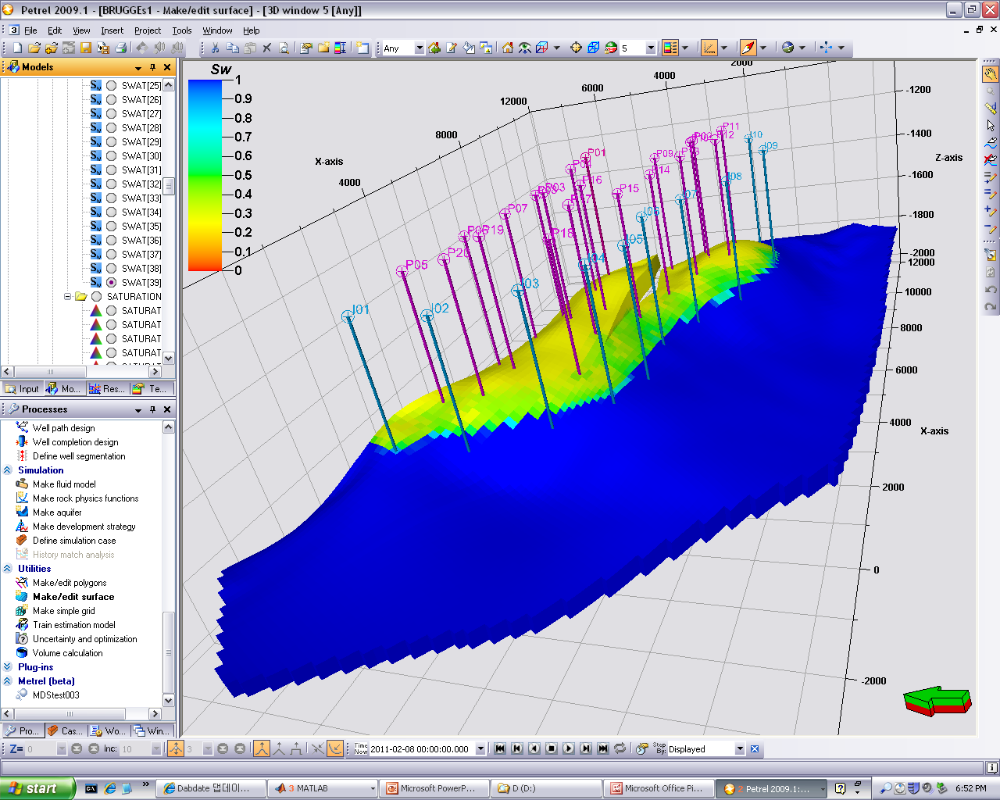 Petrel 2009.1 - [BRUGGEs1 - Make/edit surface] - [3D window 5 [Any]]
File Edit View Insert Project Tools Window Help
Any 5
Models
SWAT[25]
SWAT[26]
SWAT[27]
SWAT[28]
SWAT[29]
SWAT[30]
SWAT[31]
SWAT[32]
SWAT[33]
SWAT[34]
SWAT[35]
SWAT[36]
SWAT[37]
SWAT[38]
SWAT[39]
SATURATION
SATURAT
SATURAT
SATURAT
SATURAT
Input Mo... Res... Te...
Processes
Well path design
Well completion design
Define well segmentation
Simulation
Make fluid model
Make rock physics functions
Make aquifer
Make development strategy
Define simulation case
History match analysis
Utilities
Make/edit polygons
Make/edit surface
Make simple grid
Train estimation model
Uncertainty and optimization
Volume calculation
Plug-ins
Metrel (beta)
MDStest003
Pro... Cas... Wo... Win...
Sw
1
0.9
0.8
0.7
0.6
0.5
0.4
0.3
0.2
0.1
0
X-axis
4000
8000
12000
6000
4000
2000
-1200
-1400
Z-axis
-1600
-1800
-2000
12000
10000
8000
6000
4000
X-axis
2000
0
-2000
P11
P12
I10
I09
P01
P09
I08
P16
P14
P03
P15
I07
P07
P19
P18
I05
P20
I04
P05
I03
I01
I02
Z= 0 Inc: 10 3 Time Now 2011-02-08 00:00:00.000 Step By: Displayed
start Dabdate 탭데이... 3 MATLAB Microsoft PowerP... D (D:) Microsoft Office Pi... 2 Petrel 2009.1:... 6:52 PM